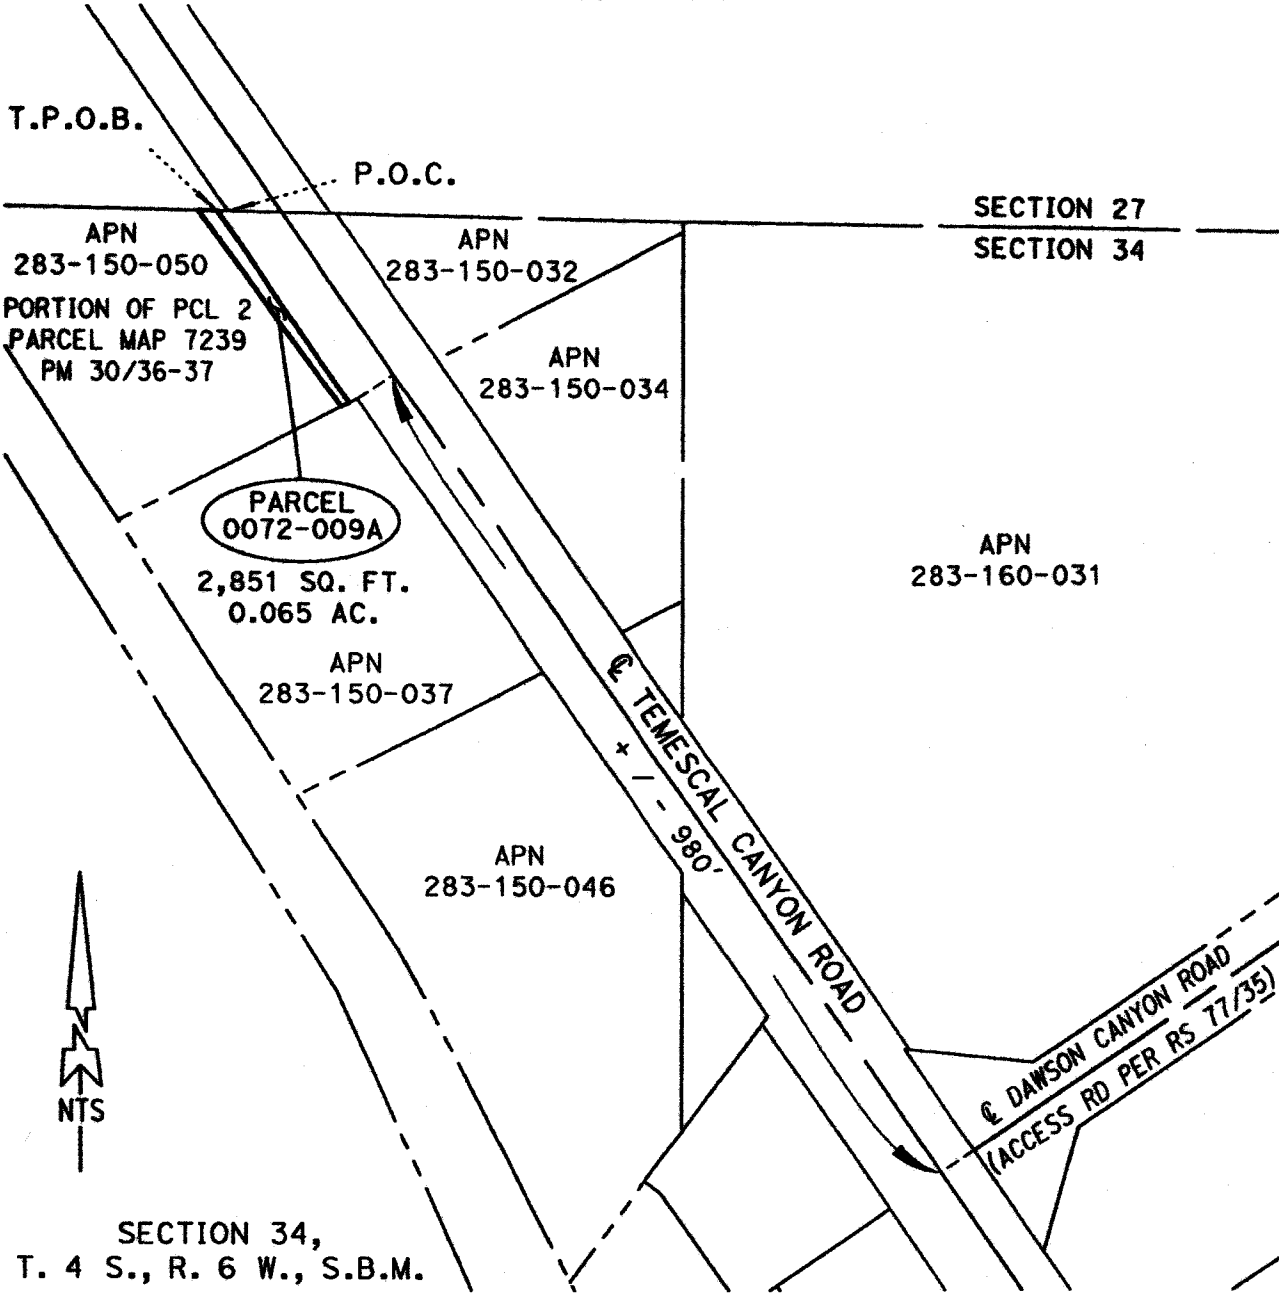 T.P.O.B.
P.O.C.
SECTION 27
SECTION 34
APN
283-150-050
PORTION OF PCL 2
PARCEL MAP 7239
PM 30/36-37
APN
283-150-032
APN
283-150-034
PARCEL
0072-009A
2,851 SQ. FT.
0.065 AC.
APN
283-160-031
APN
283-150-037
℄ TEMESCAL CANYON ROAD
+/- 980'
APN
283-150-046
℄ DAWSON CANYON ROAD
(ACCESS RD PER RS 77/35)
NTS
SECTION 34,
T. 4 S., R. 6 W., S.B.M.